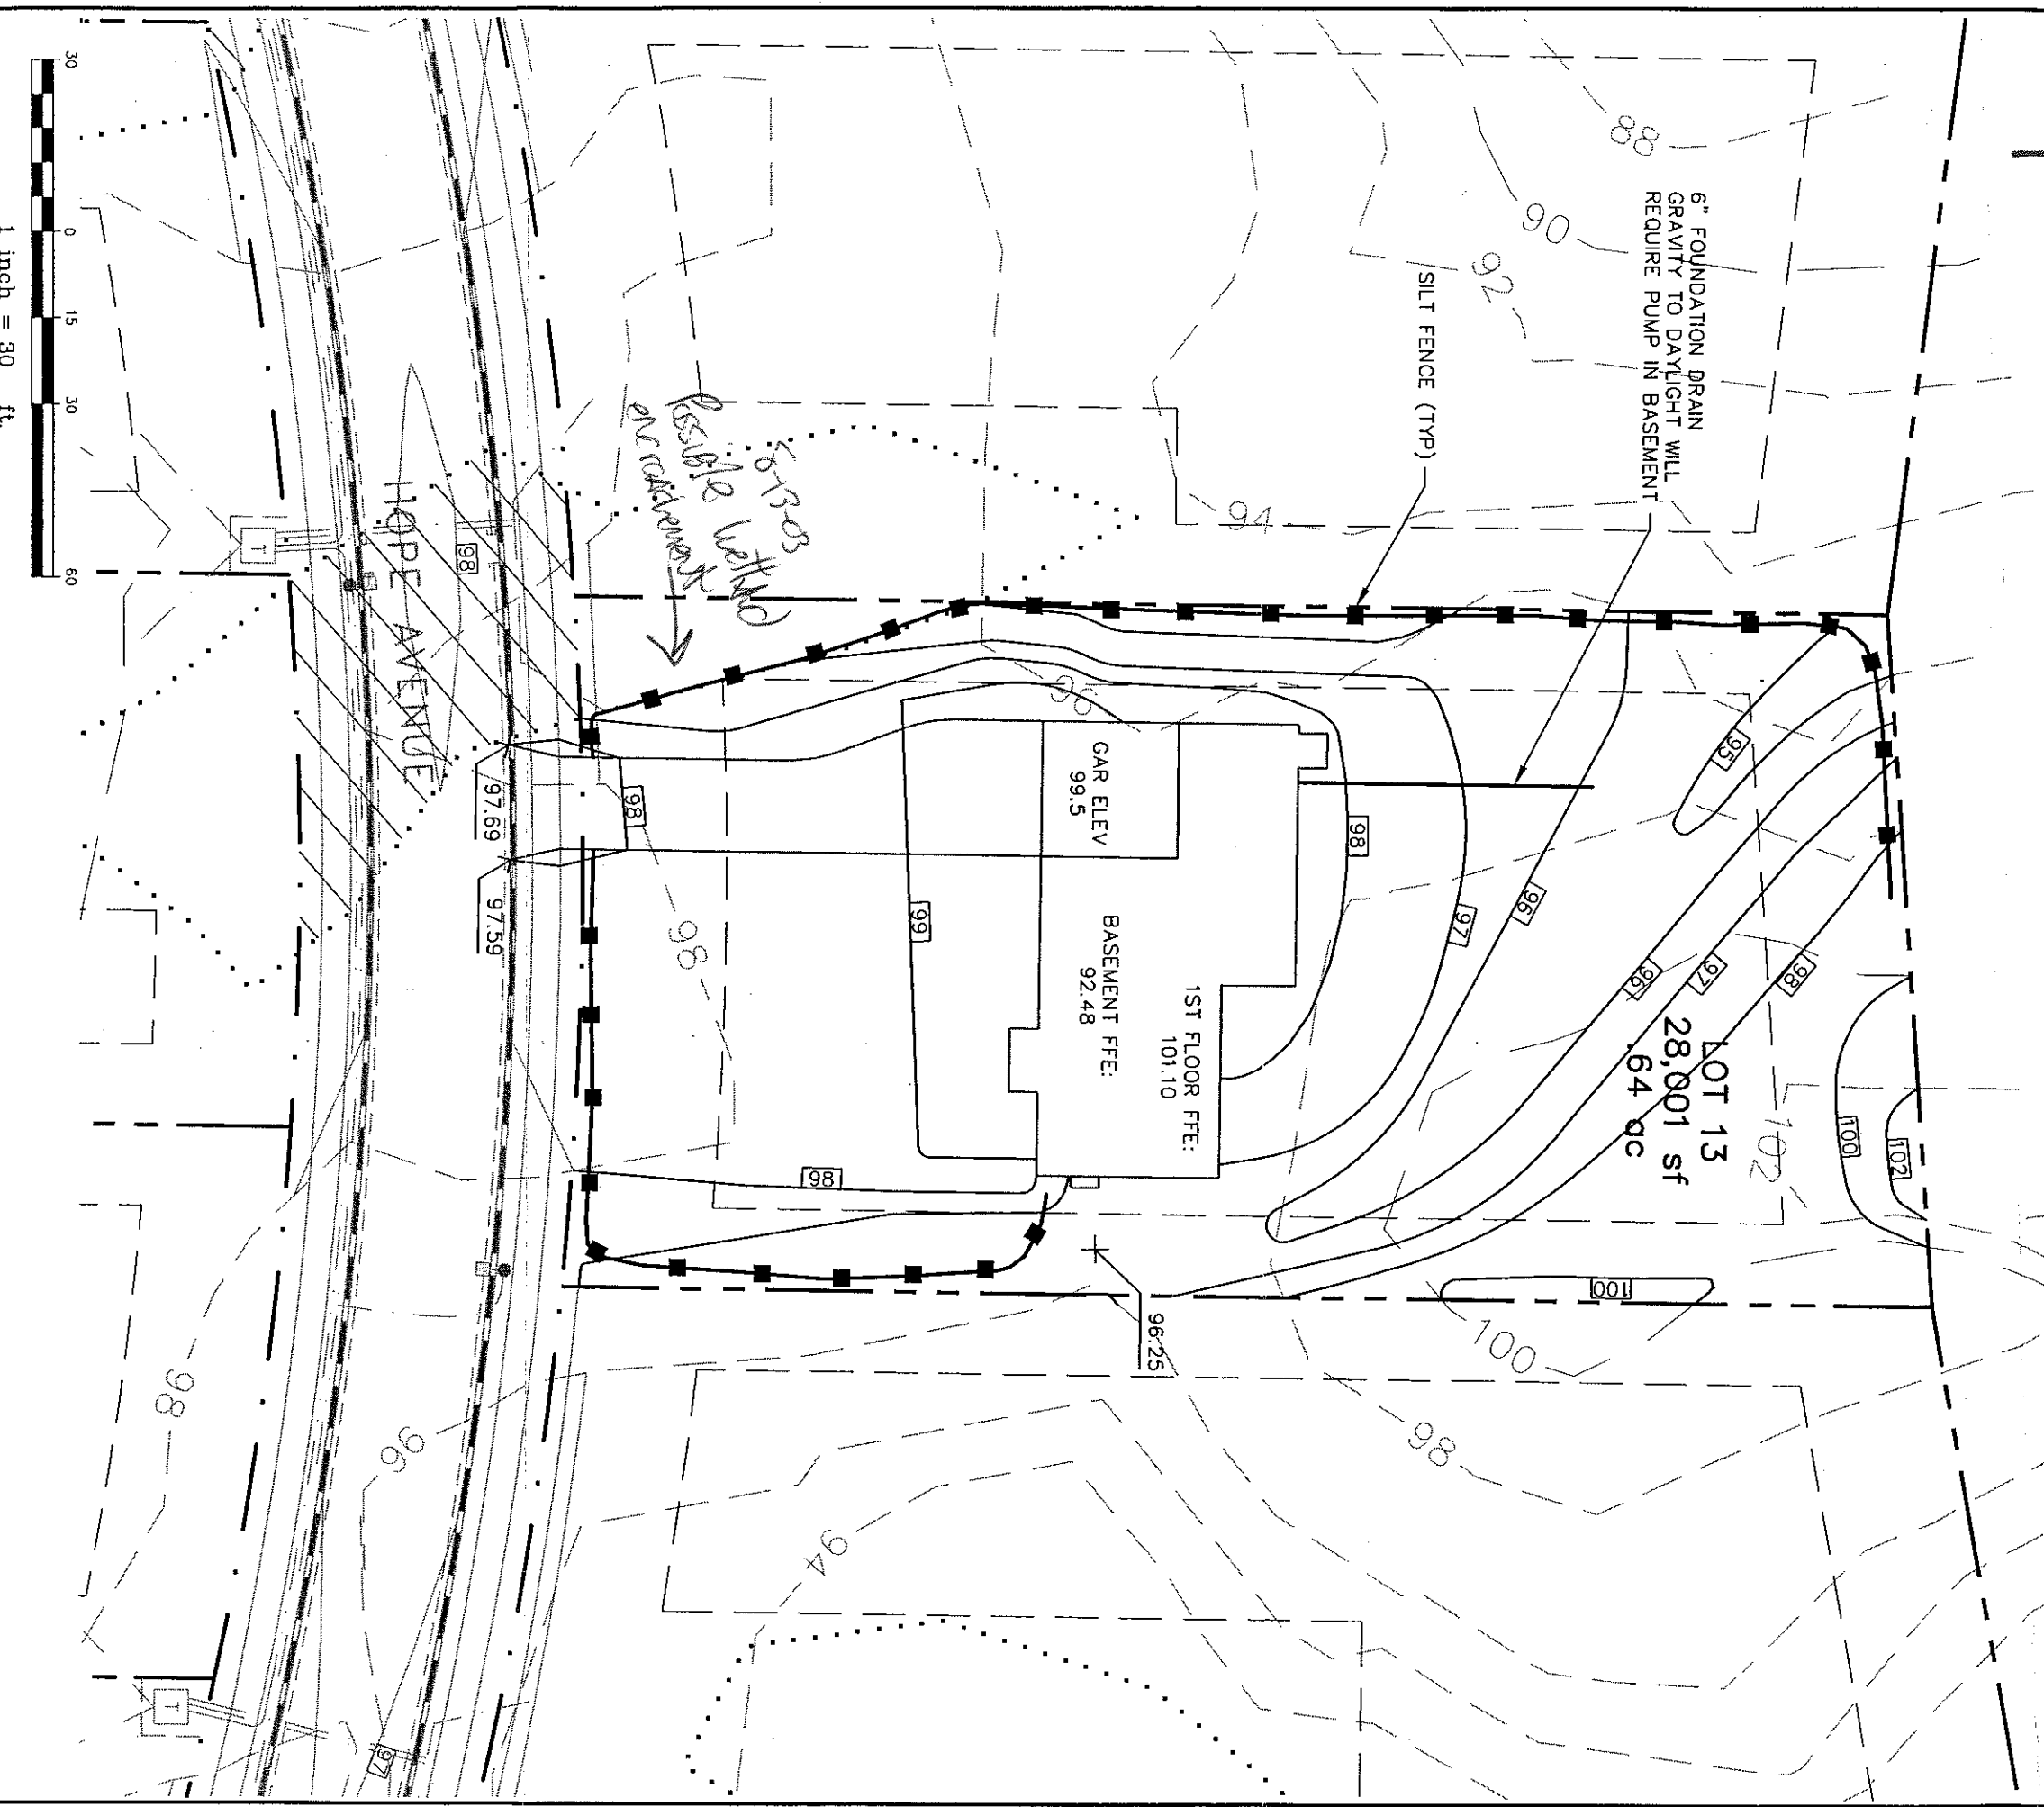 6" FOUNDATION DRAIN
GRAVITY TO DAYLIGHT WILL
REQUIRE PUMP IN BASEMENT
SILT FENCE (TYP)
88
90
92
94
96
95
LOT 13
28,001 sf
.64 ac
102
100
102
98
97
96
96
97
98
100
1ST FLOOR FFE:
101.10
BASEMENT FFE:
92.48
GAR ELEV
99.5
99
98
98
98
96.25
100
98
94
5-13-03
Possible Wetland
encroachment
97.69
97.59
HOPE AVENUE
98
T
96
98
97
T
30
0
15
30
60
1 inch = 30 ft.